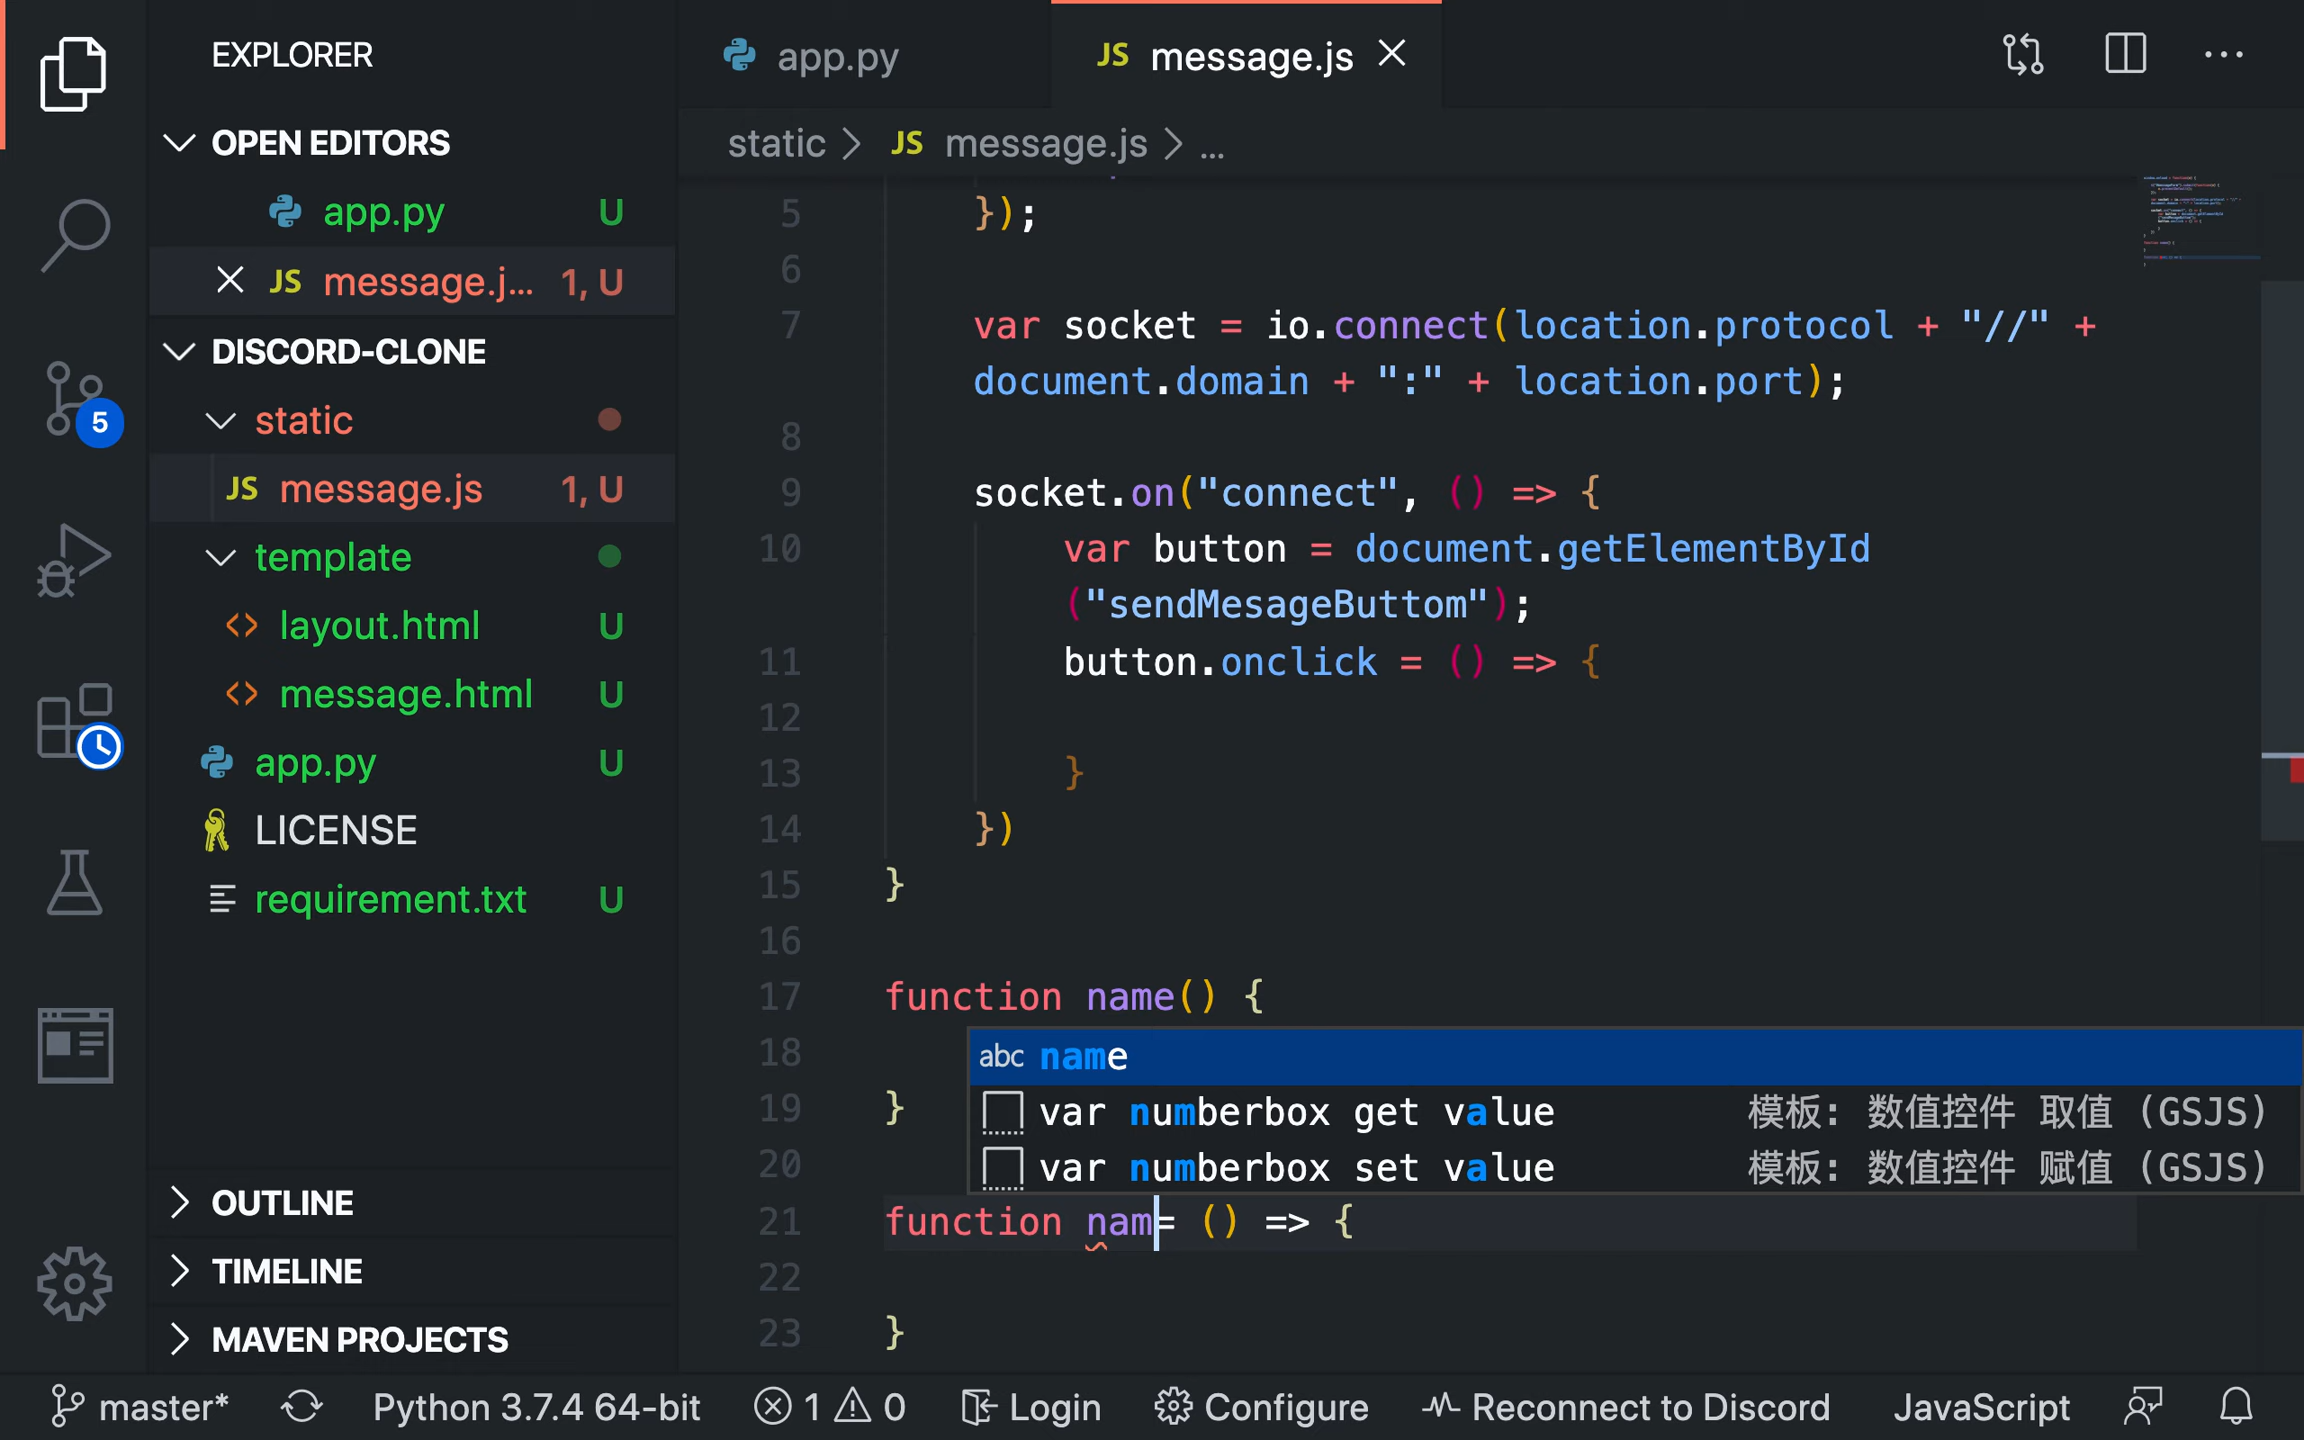 EXPLORER
OPEN EDITORS
app.py U
JS message.j... 1, U
DISCORD-CLONE
static
JS message.js 1, U
template
<> layout.html U
<> message.html U
app.py U
LICENSE
requirement.txt U
OUTLINE
TIMELINE
MAVEN PROJECTS
5
app.py
JS message.js
static > JS message.js > ...
5 });
6
7 var socket = io.connect(location.protocol + "//" +
document.domain + ":" + location.port);
8
9 socket.on("connect", () => {
10 var button = document.getElementById
("sendMesageButtom");
11 button.onclick = () => {
12
13 }
14 })
15 }
16
17 function name() {
18
19 }
20
21 function nam= () => {
22
23 }
abc name
var numberbox get value 模板: 数值控件 取值 (GSJS)
var numberbox set value 模板: 数值控件 赋值 (GSJS)
master* Python 3.7.4 64-bit 1 0 Login Configure Reconnect to Discord JavaScript